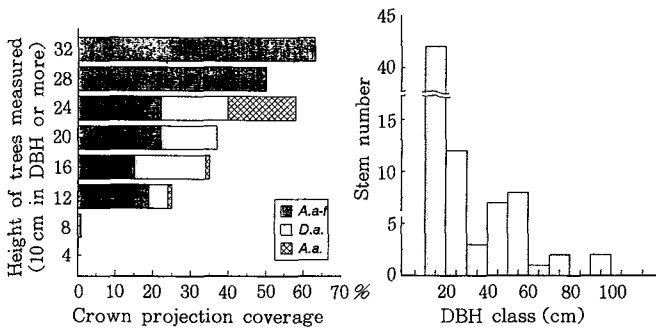 Height of trees measured
(10 cm in DBH or more)
32
28
24
20
16
12
8
4
A.a-f
D.a.
A.a.
0 10 20 30 40 50 60 70 %
Crown projection coverage
Stem number
40
15
10
5
0
20 40 60 80 100
DBH class (cm)